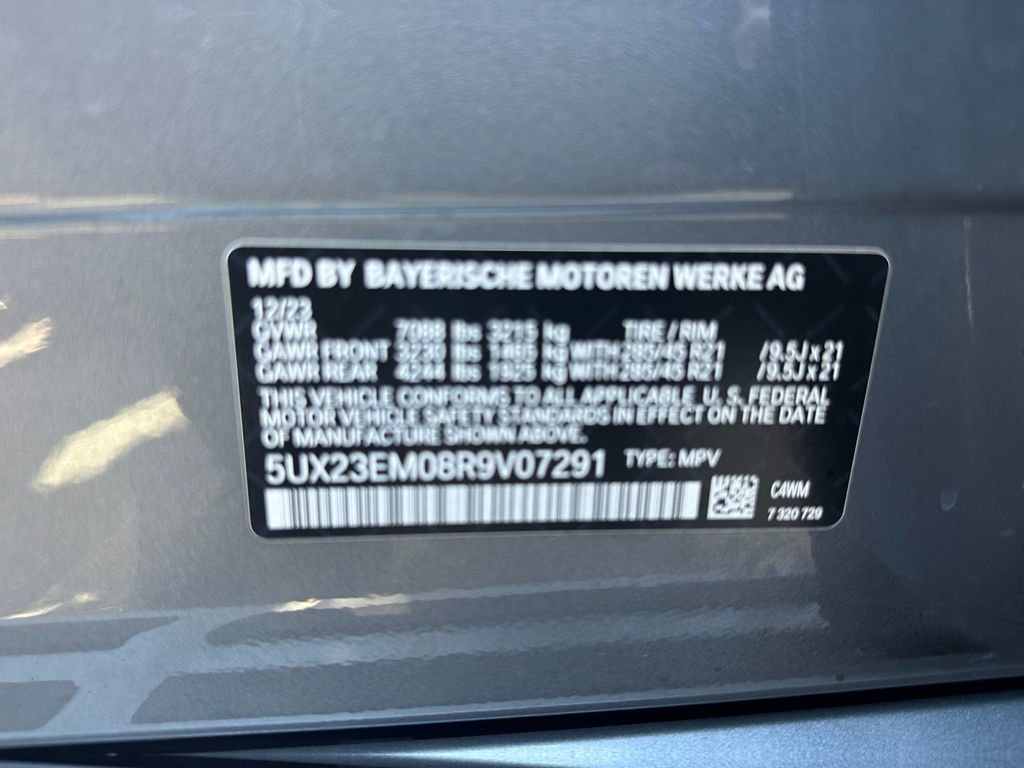 MFD BY BAYERISCHE MOTOREN WERKE AG
12/23
GVWR 7088 lbs 3215 kg TIRE / RIM
GAWR FRONT 3230 lbs 1465 kg WITH 285/45 R21 / 9.5J x 21
GAWR REAR 4244 lbs 1925 kg WITH 285/45 R21 / 9.5J x 21
THIS VEHICLE CONFORMS TO ALL APPLICABLE U. S. FEDERAL
MOTOR VEHICLE SAFETY STANDARDS IN EFFECT ON THE DATE
OF MANUFACTURE SHOWN ABOVE.
5UX23EM08R9V07291 TYPE: MPV
C4WM
7 320 729